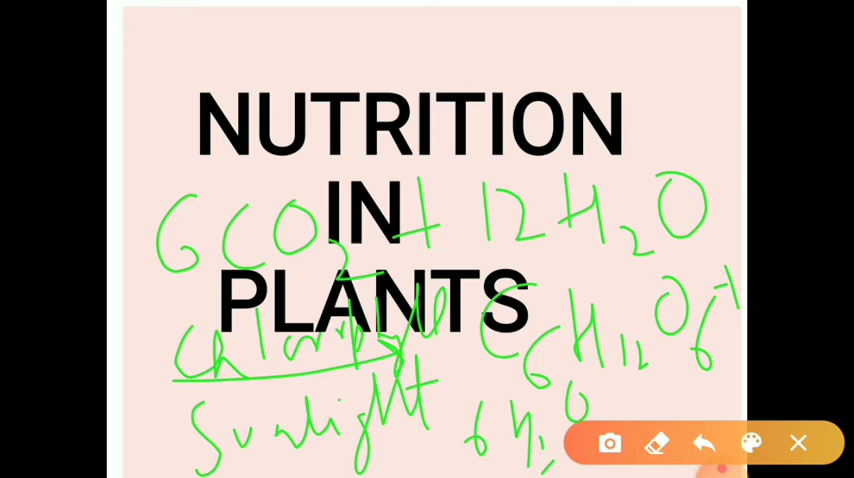 NUTRITION
IN
PLANTS
6CO2 + 12H2O
chlorophyll
sunlight
C6H12O6 +
6H2O